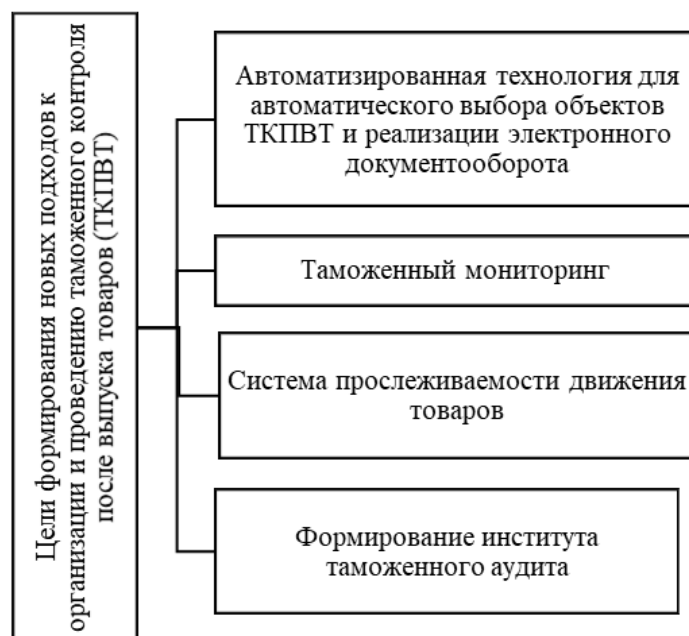 Цели формирования новых подходов к
организации и проведению таможенного контроля
после выпуска товаров (ТКПВТ)
Автоматизированная технология для
автоматического выбора объектов
ТКПВТ и реализации электронного
документооборота
Таможенный мониторинг
Система прослеживаемости движения
товаров
Формирование института
таможенного аудита